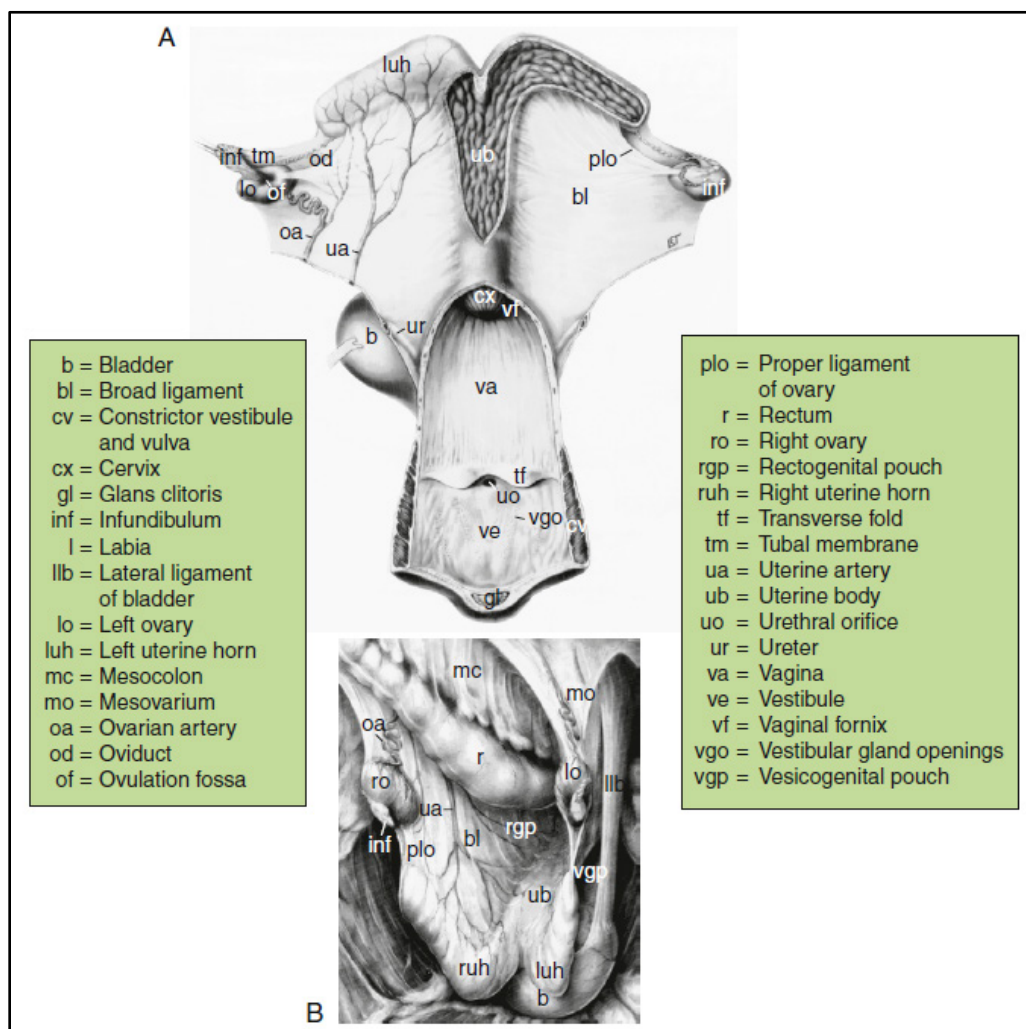 A
luh
inf tm od
lo of
oa
ua
ub
plo
inf
bl
cx
vf
ur
b
va
tf
uo
vgo
ve
cv
gl
b = Bladder
bl = Broad ligament
cv = Constrictor vestibule
and vulva
cx = Cervix
gl = Glans clitoris
inf = Infundibulum
l = Labia
llb = Lateral ligament
of bladder
lo = Left ovary
luh = Left uterine horn
mc = Mesocolon
mo = Mesovarium
oa = Ovarian artery
od = Oviduct
of = Ovulation fossa
plo = Proper ligament
of ovary
r = Rectum
ro = Right ovary
rgp = Rectogenital pouch
ruh = Right uterine horn
tf = Transverse fold
tm = Tubal membrane
ua = Uterine artery
ub = Uterine body
uo = Urethral orifice
ur = Ureter
va = Vagina
ve = Vestibule
vf = Vaginal fornix
vgo = Vestibular gland openings
vgp = Vesicogenital pouch
mc
mo
oa
r
ro
lo
llb
ua
rgp
inf
plo
bl
vgp
ub
ruh
luh
b
B